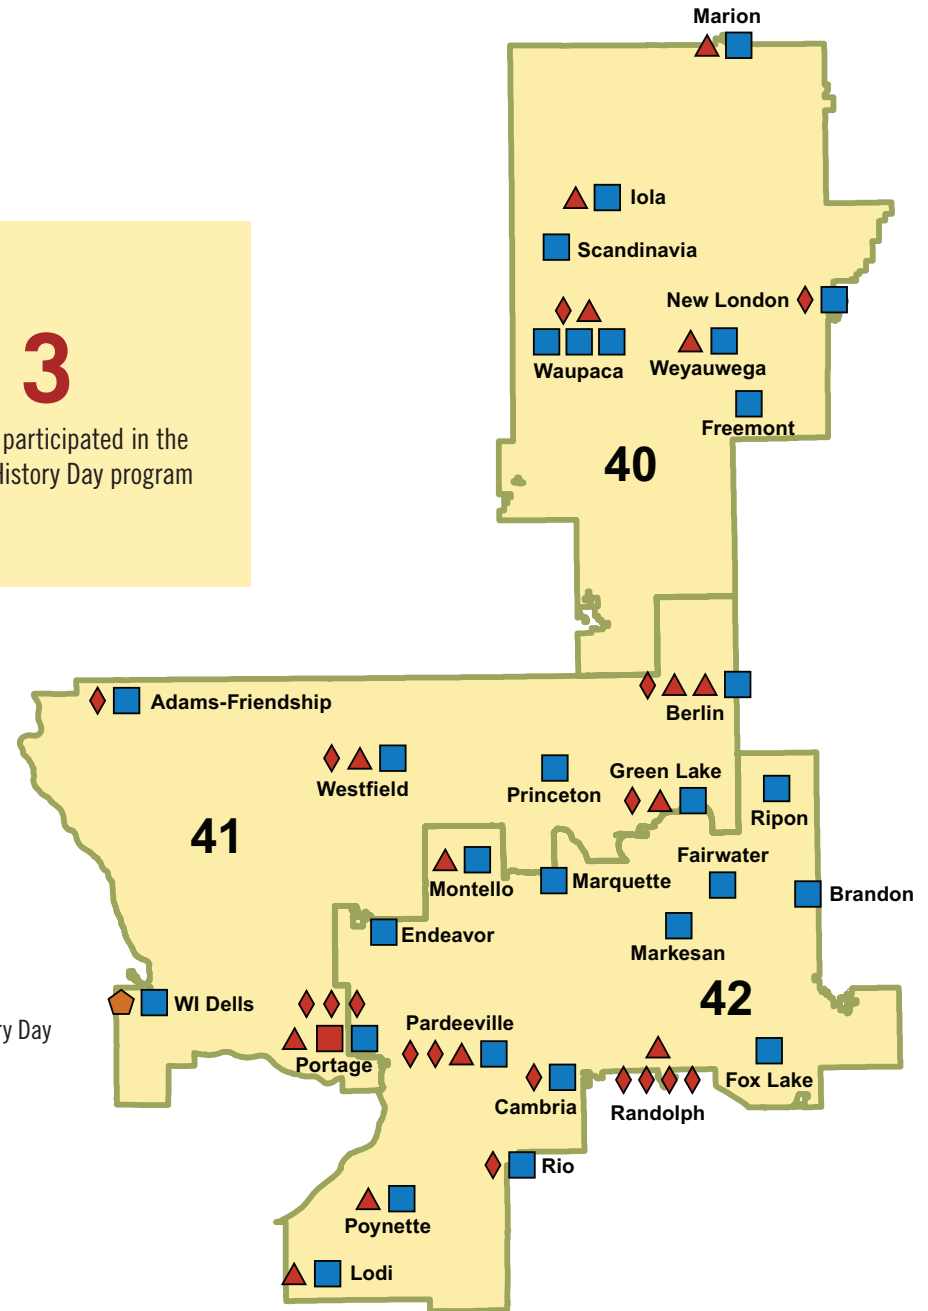 Marion
Iola
Scandinavia
New London
Waupaca
Weyauwega
Freemont
40
3
participated in the
History Day program
Adams-Friendship
Berlin
Westfield
Princeton
Green Lake
Ripon
41
Fairwater
Montello
Marquette
Brandon
Endeavor
Markesan
WI Dells
42
ry Day
Pardeeville
Portage
Fox Lake
Cambria
Randolph
Rio
Poynette
Lodi